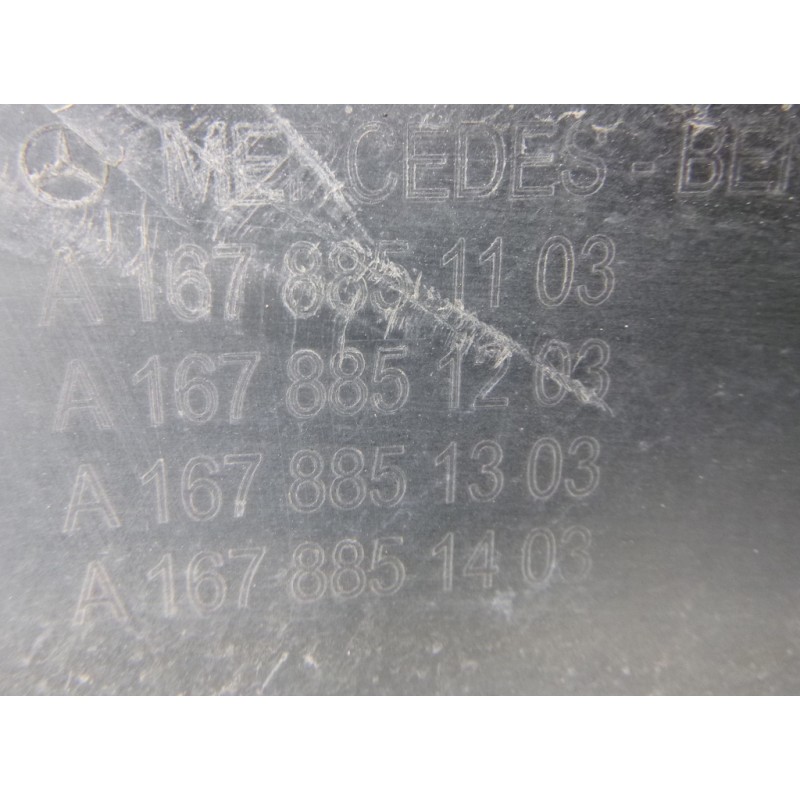 MERCEDES - BE
A 167 885 11 03
A 167 885 12 03
A 167 885 13 03
A 167 885 14 03